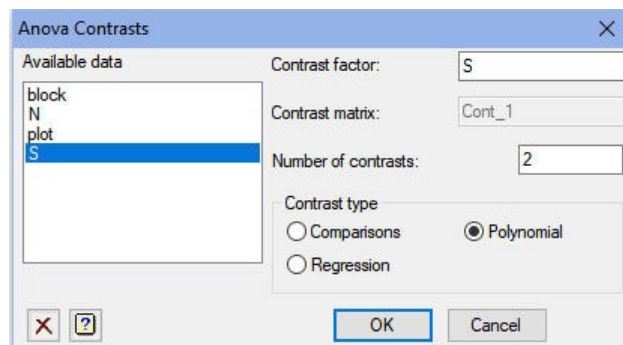 Anova Contrasts
Available data
block
N
plot
S
Contrast factor:
S
Contrast matrix:
Cont_1
Number of contrasts:
2
Contrast type
Comparisons
Polynomial
Regression
?
OK
Cancel